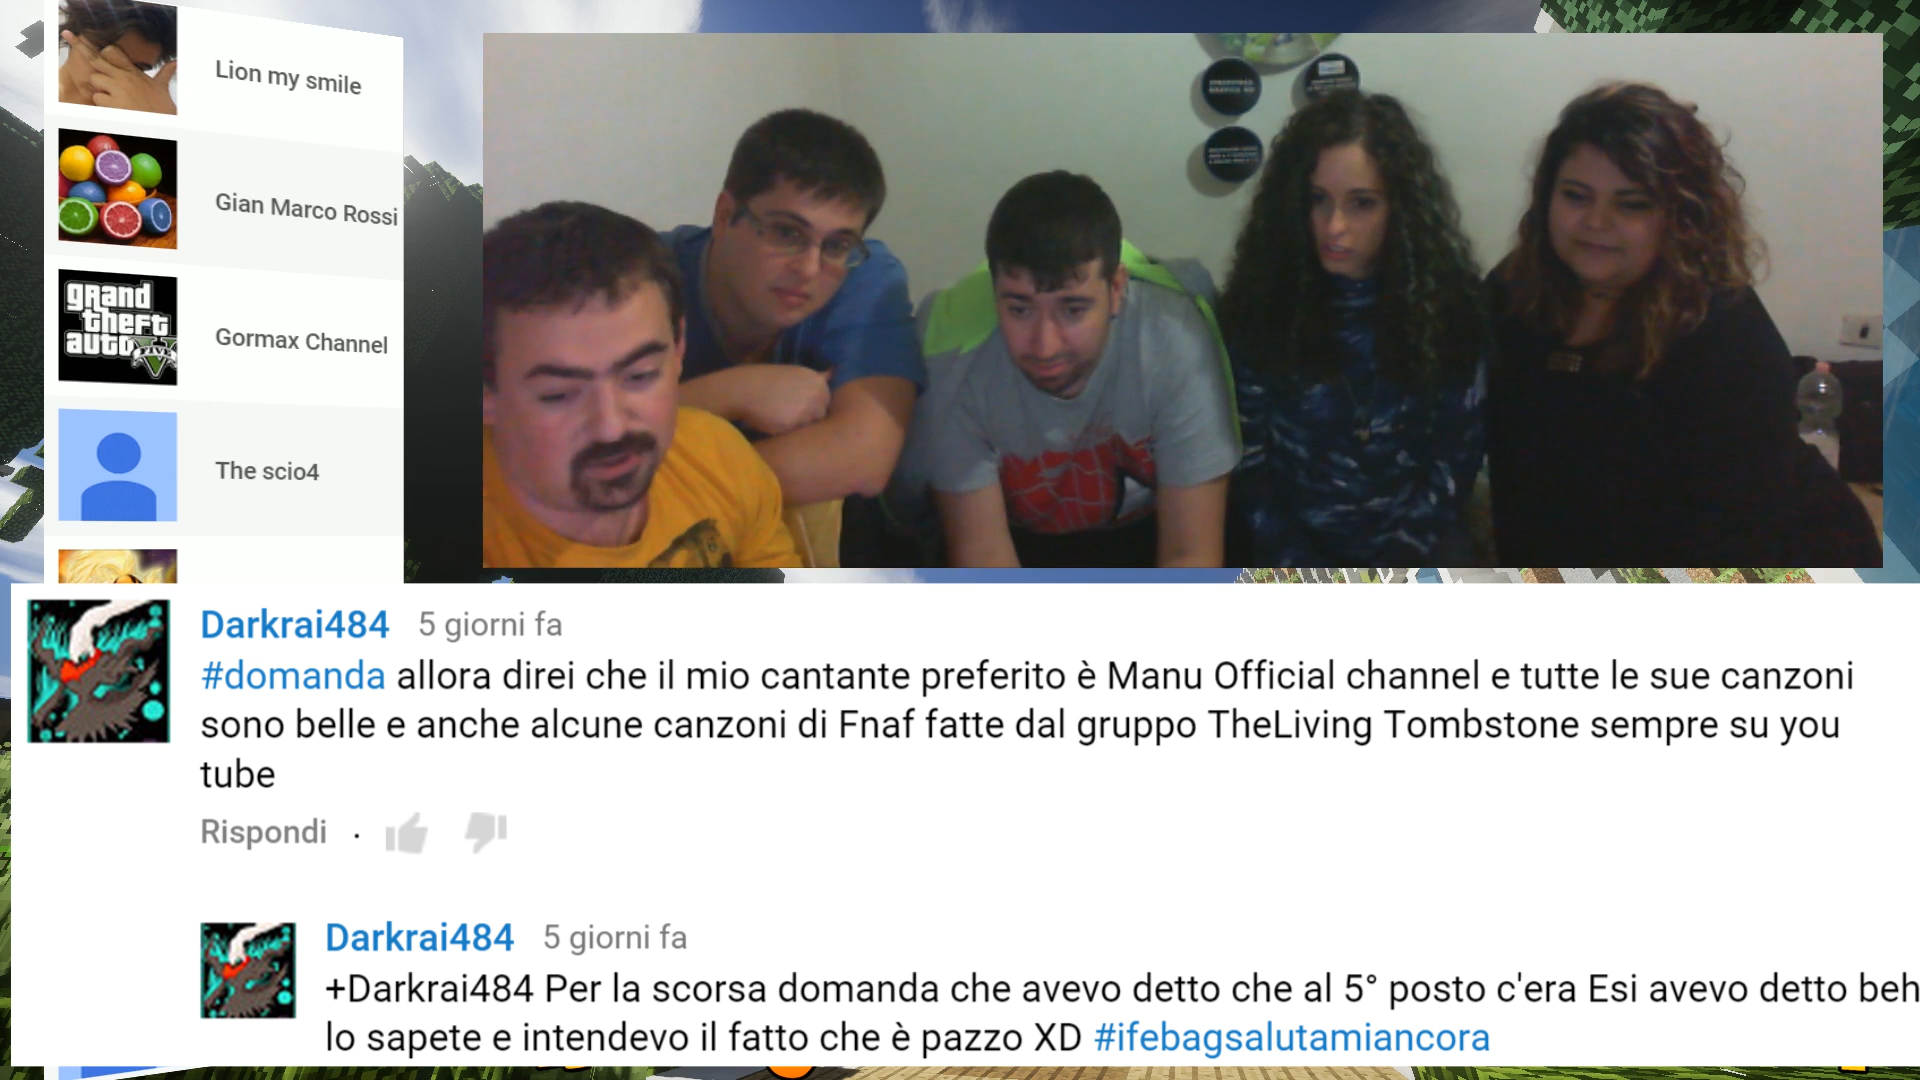 Lion my smile
Gian Marco Rossi
grand
theft
auto
FIVE
Gormax Channel
The scio4
Darkrai484 5 giorni fa
#domanda allora direi che il mio cantante preferito è Manu Official channel e tutte le sue canzoni
sono belle e anche alcune canzoni di Fnaf fatte dal gruppo TheLiving Tombstone sempre su you
tube
Rispondi ·
Darkrai484 5 giorni fa
+Darkrai484 Per la scorsa domanda che avevo detto che al 5° posto c'era Esi avevo detto beh
lo sapete e intendevo il fatto che è pazzo XD #ifebagsalutamiancora